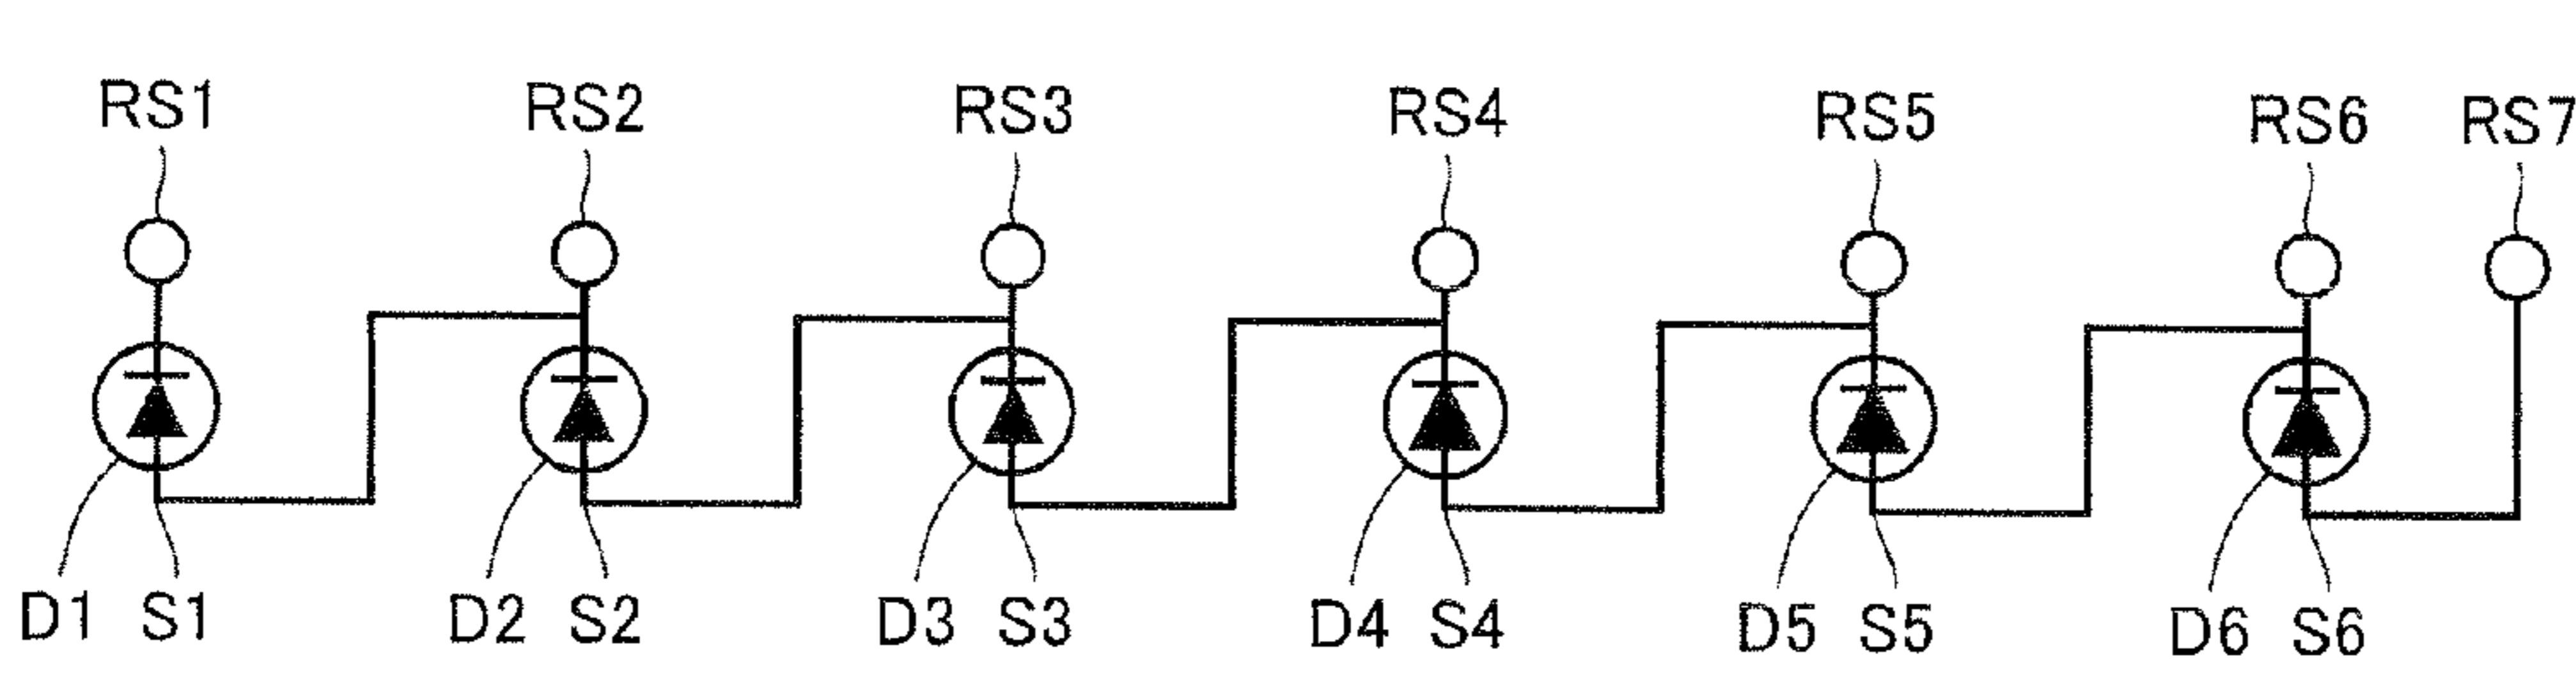 RS1 RS2 RS3 RS4 RS5 RS6 RS7
D1 S1 D2 S2 D3 S3 D4 S4 D5 S5 D6 S6